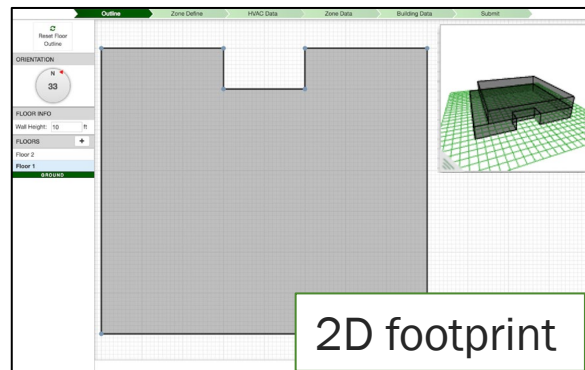 Outline
Zone Define
HVAC Data
Zone Data
Building Data
Submit
Reset Floor
Outline
ORIENTATION
N
33
FLOOR INFO
Wall Height: 10 ft
FLOORS +
Floor 2
Floor 1
GROUND
2D footprint